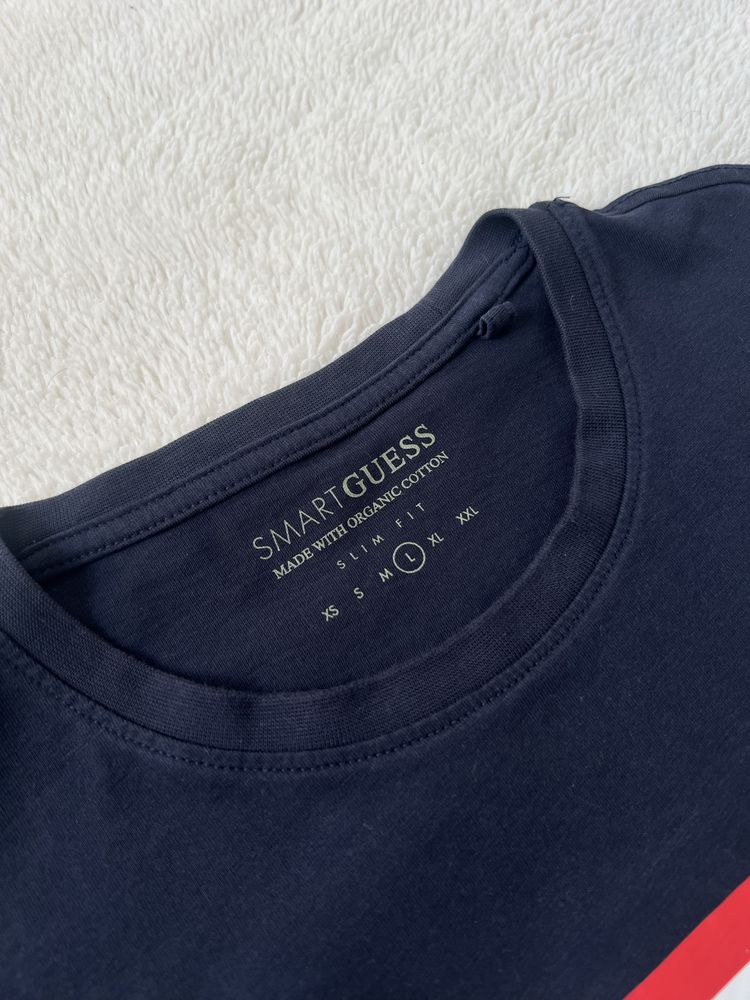 SMARTGUESS
MADE WITH ORGANIC COTTON
SLIM FIT
XS S M L XL XXL